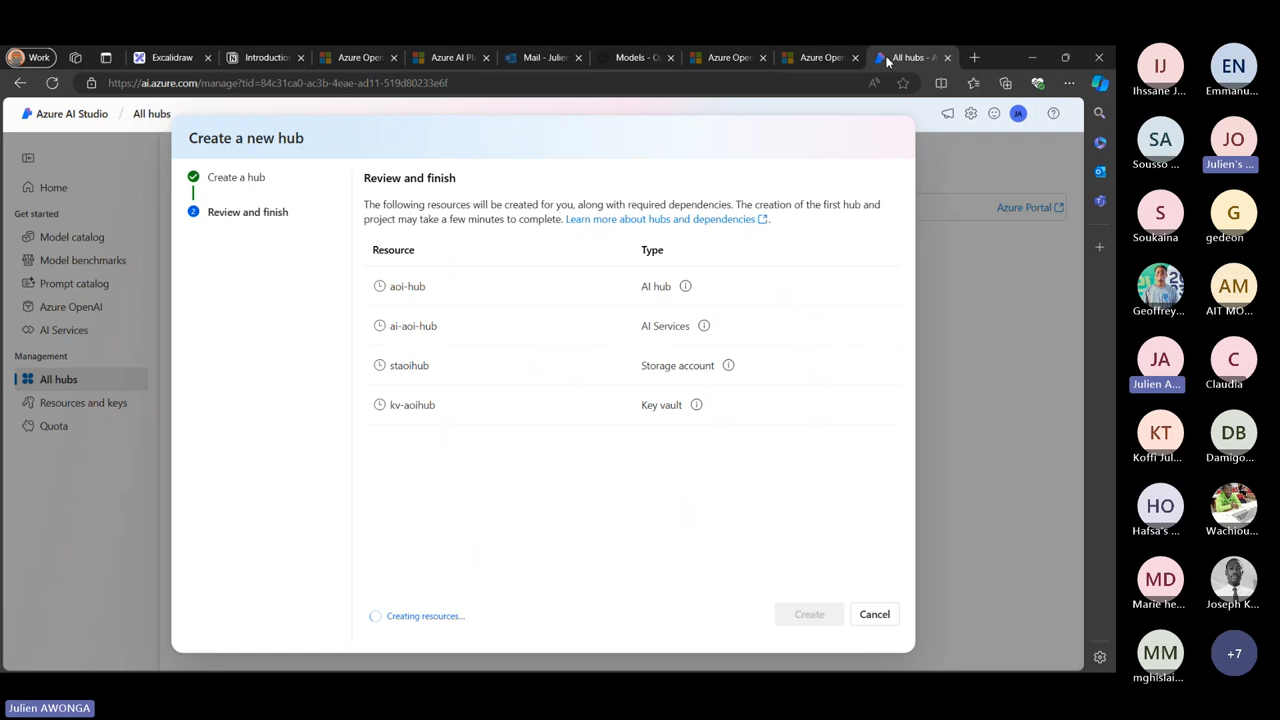 Work
Excalidraw
Introduction
Azure Open
Azure AI Pl
Mail - Julien
Models - O
Azure Open
Azure Open
All hubs - A
https://ai.azure.com/manage?tid=84c31ca0-ac3b-4eae-ad11-519d80233e6f
Azure AI Studio
All hubs
JA
Home
Get started
Model catalog
Model benchmarks
Prompt catalog
Azure OpenAI
AI Services
Management
All hubs
Resources and keys
Quota
Azure Portal
Create a new hub
Create a hub
2 Review and finish
Review and finish
The following resources will be created for you, along with required dependencies. The creation of the first hub and
project may take a few minutes to complete. Learn more about hubs and dependencies.
Resource Type
aoi-hub AI hub
ai-aoi-hub AI Services
staoihub Storage account
kv-aoihub Key vault
Creating resources...
Create
Cancel
IJ EN
Ihssane J... Emmanu...
SA JO
Sousso ... Julien's ...
S G
Soukaina gedeon
AM
Geoffrey... AIT MO...
JA C
Julien A... Claudia
KT DB
Koffi Jul... Damigo...
HO
Hafsa's ... Wachiou...
MD
Marie he... Joseph K...
MM +7
mghislai...
Julien AWONGA